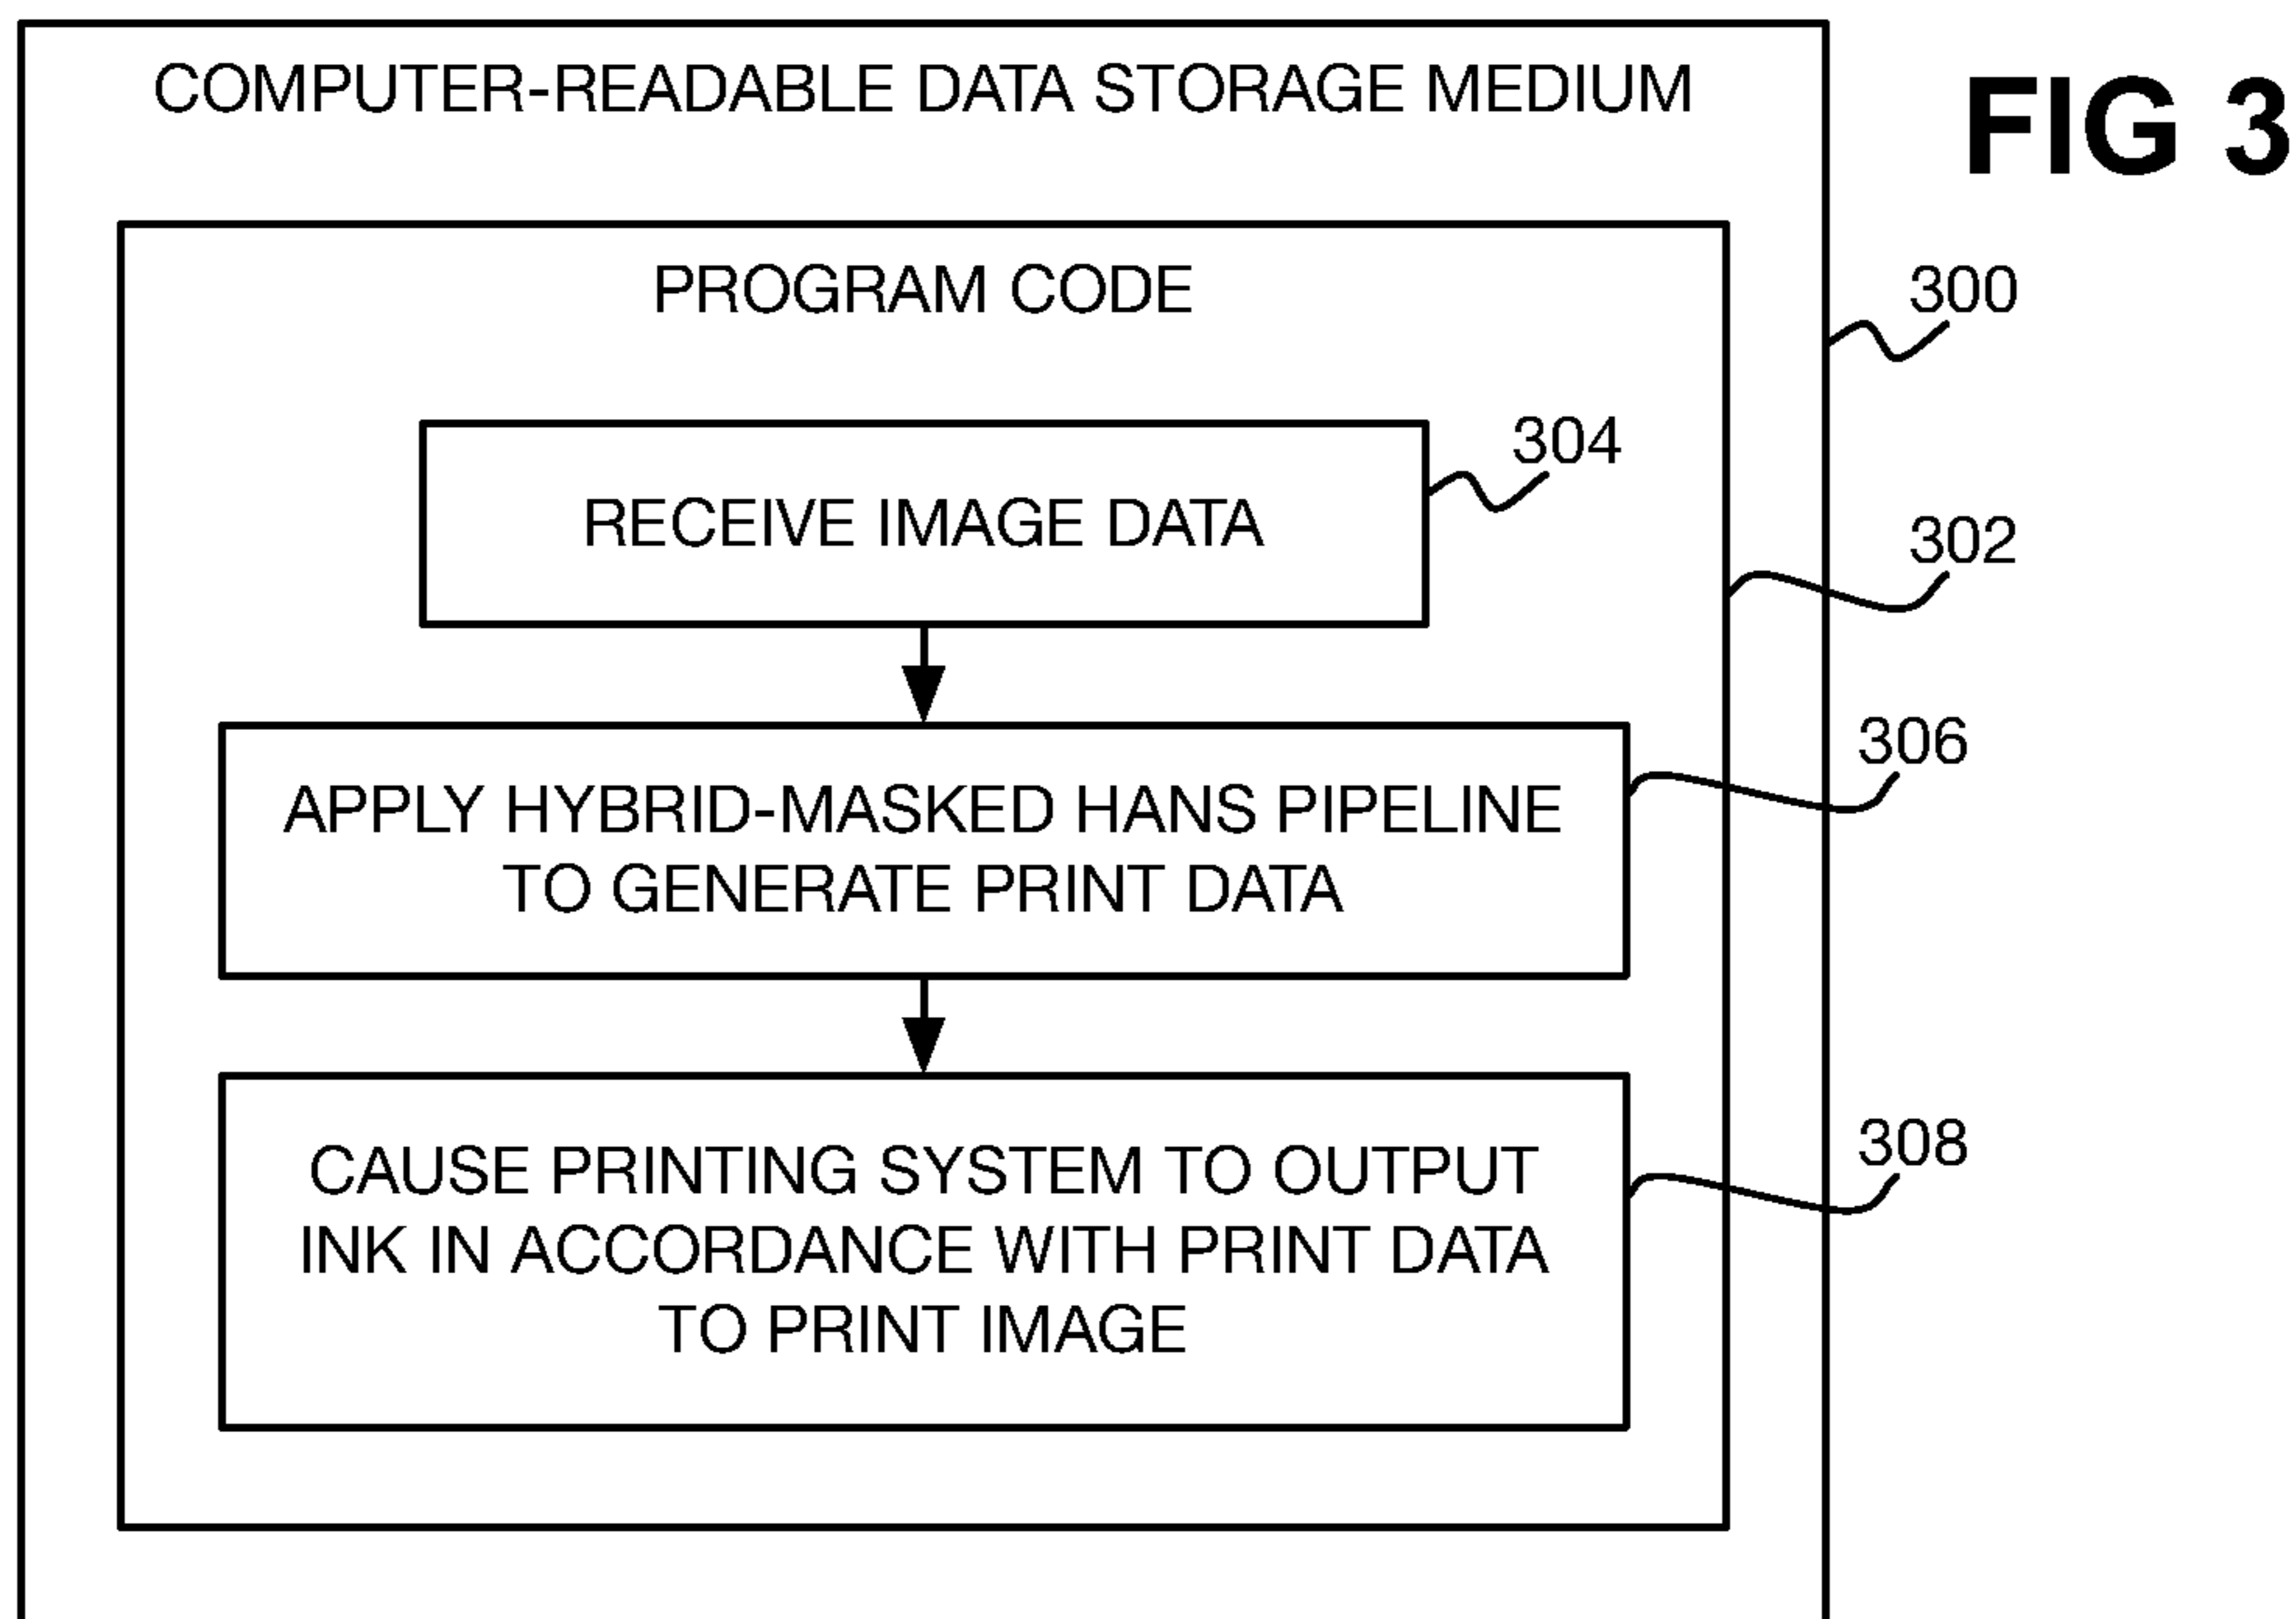 COMPUTER-READABLE DATA STORAGE MEDIUM
FIG 3
PROGRAM CODE
300
304
RECEIVE IMAGE DATA
302
306
APPLY HYBRID-MASKED HANS PIPELINE
TO GENERATE PRINT DATA
308
CAUSE PRINTING SYSTEM TO OUTPUT
INK IN ACCORDANCE WITH PRINT DATA
TO PRINT IMAGE